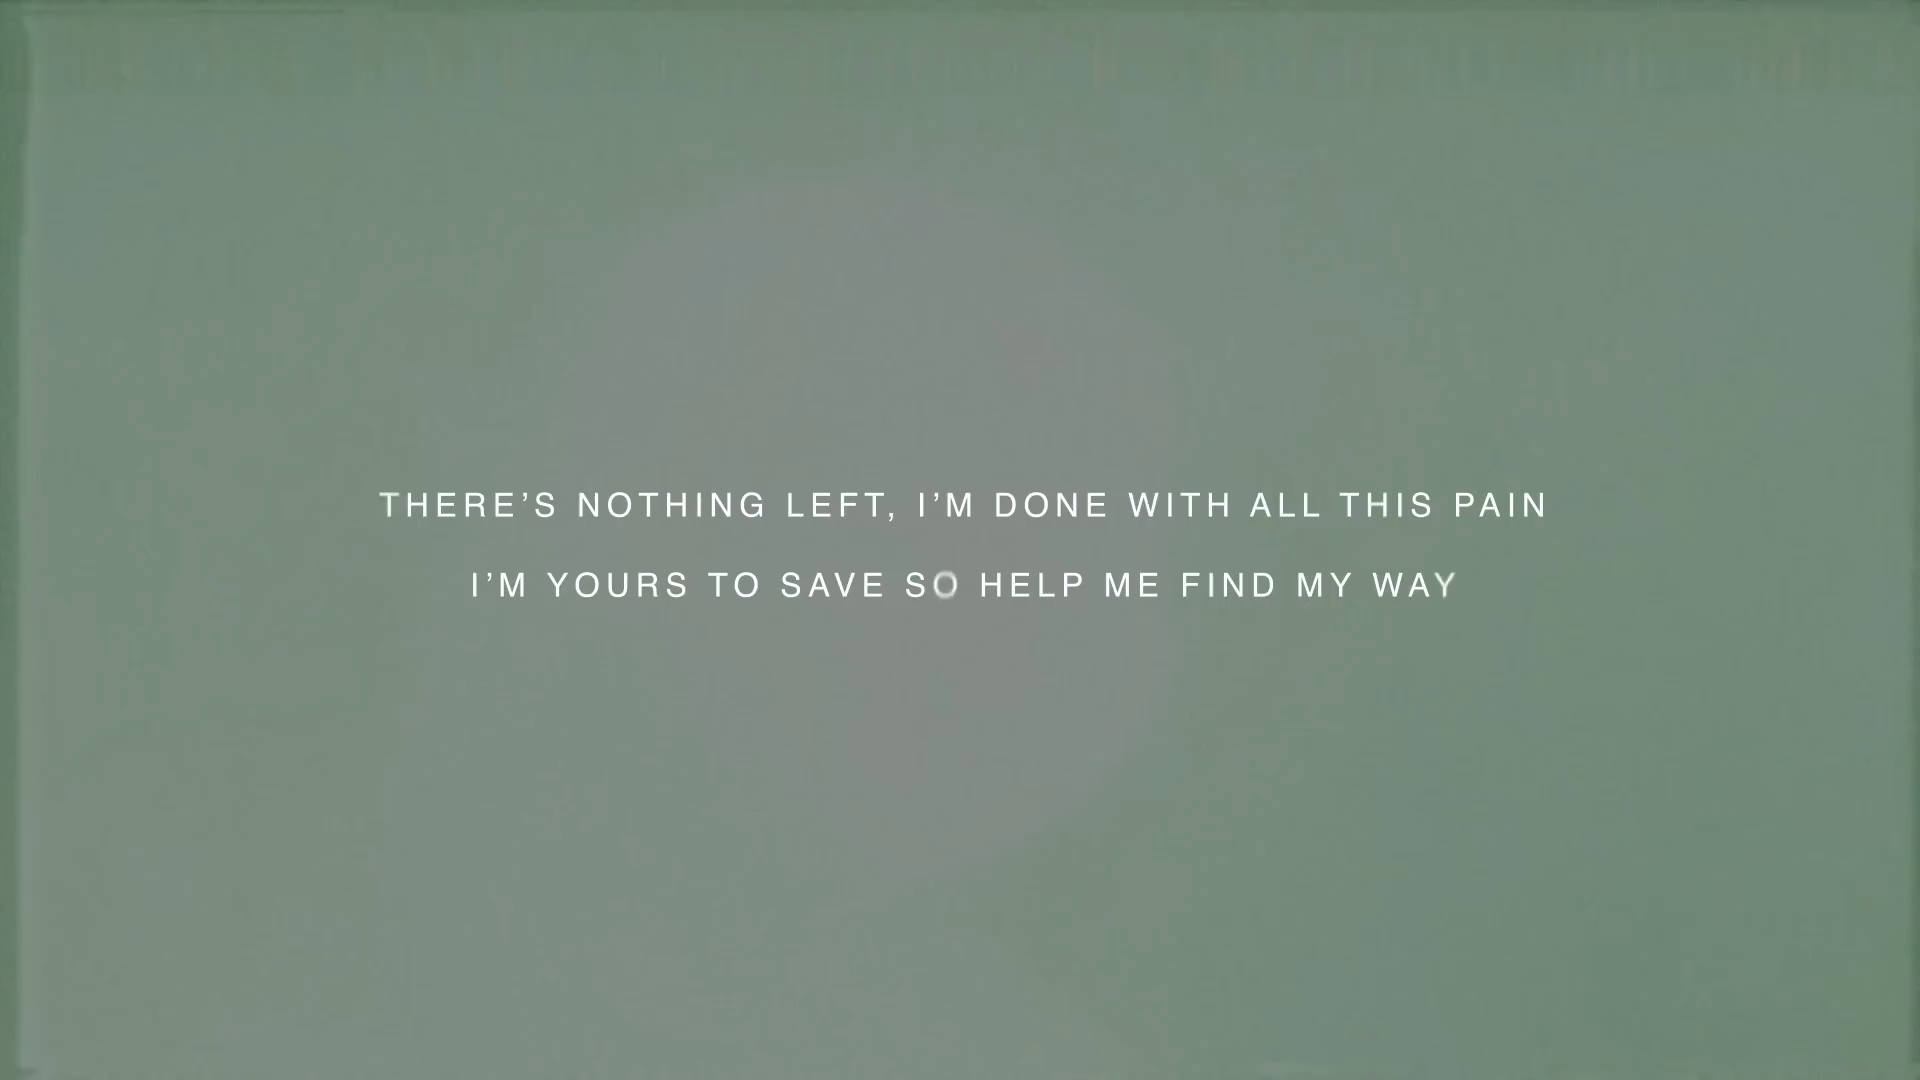 THERE’S NOTHING LEFT, I’M DONE WITH ALL THIS PAIN
I’M YOURS TO SAVE SO HELP ME FIND MY WAY